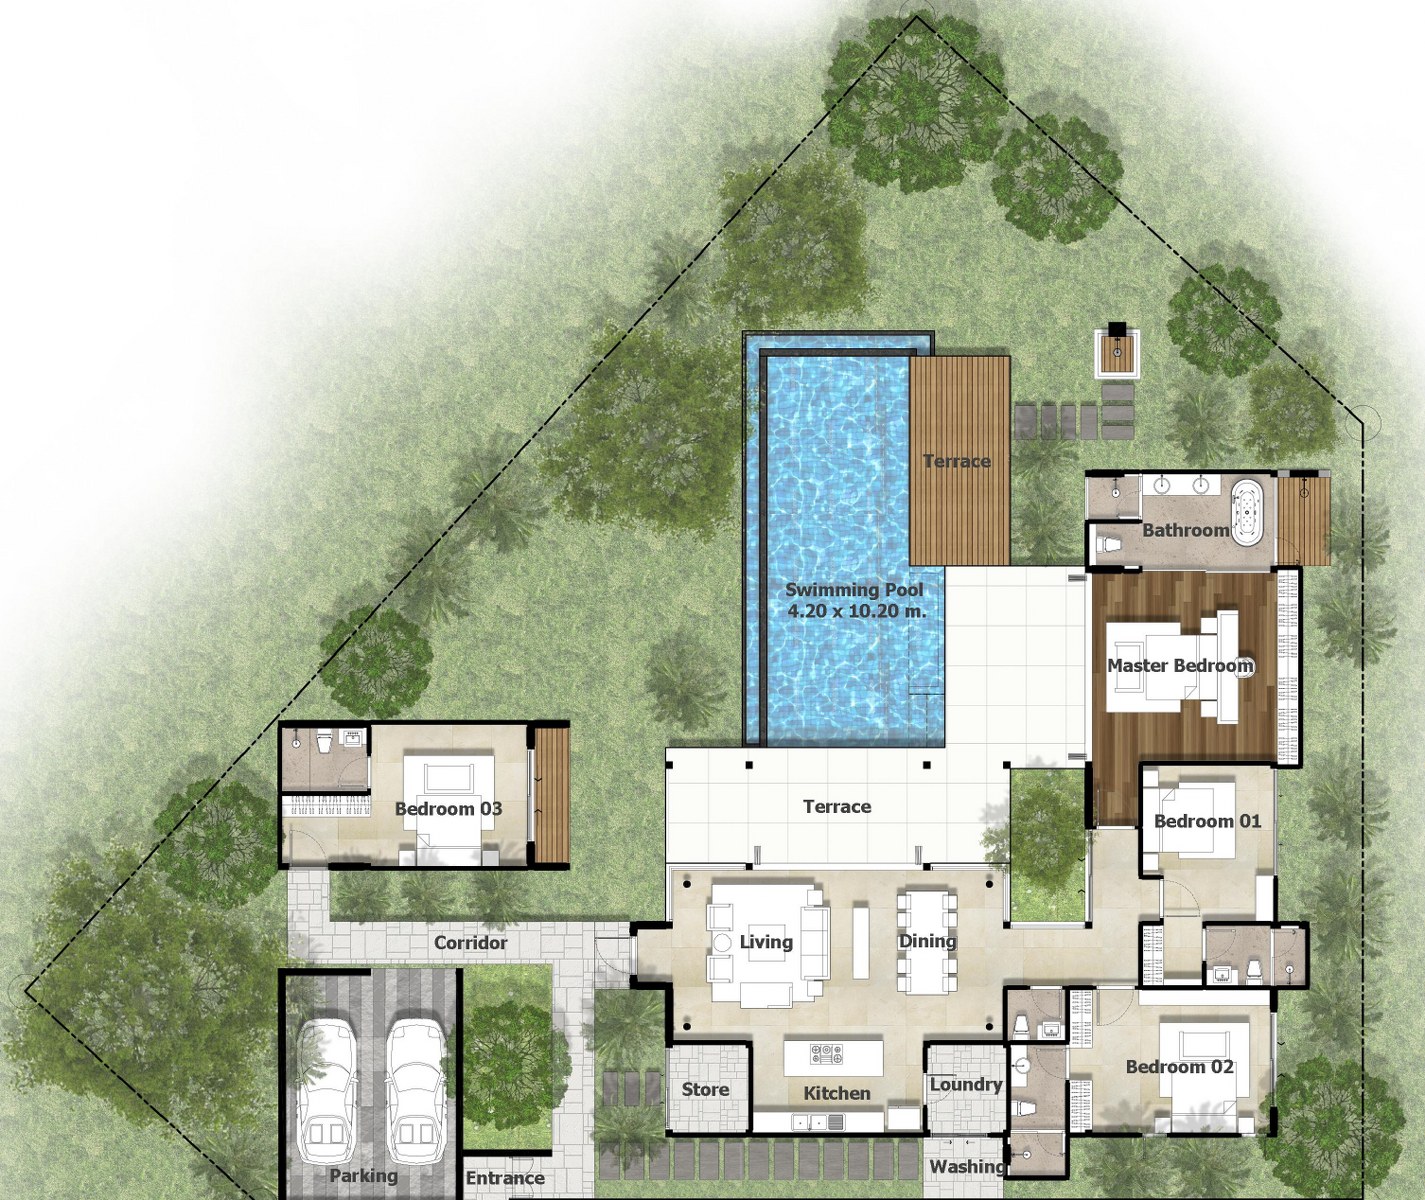 Terrace
Bathroom
Swimming Pool
4.20 x 10.20 m.
Master Bedroom
Bedroom 03
Terrace
Bedroom 01
Corridor
Living
Dining
Bedroom 02
Store
Kitchen
Loundry
Parking
Entrance
Washing